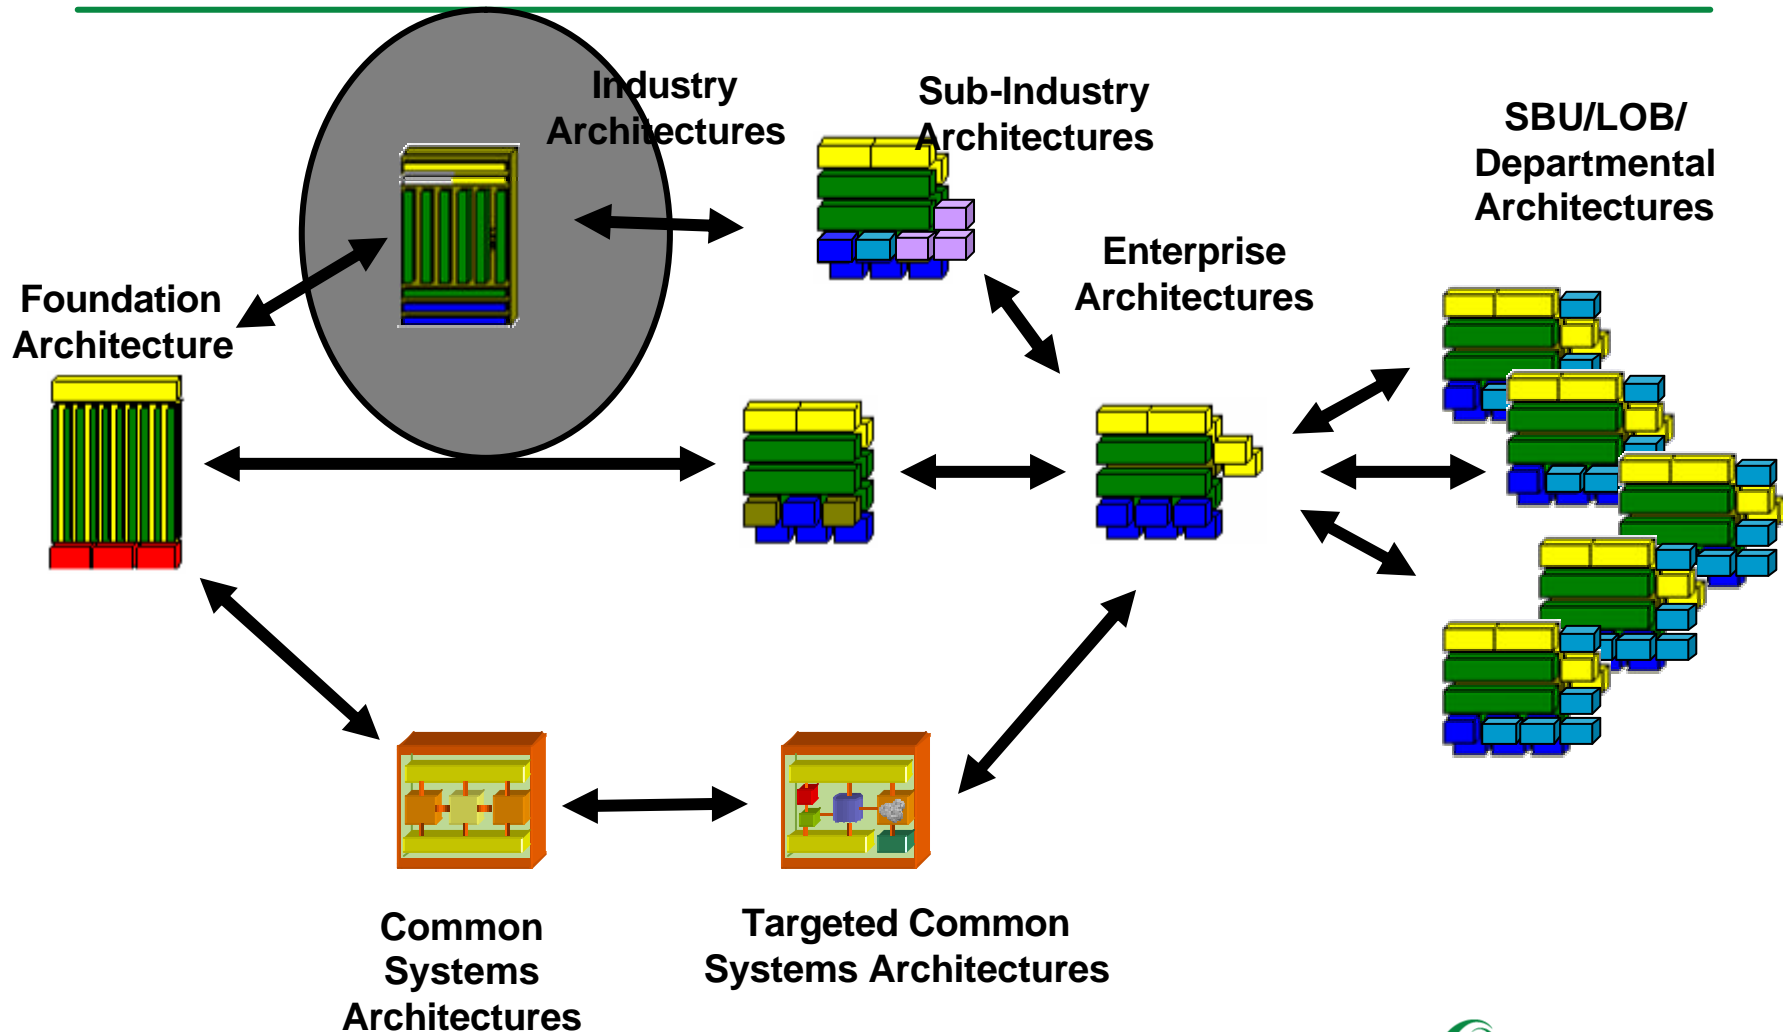 Industry
Architectures
Sub-Industry
Architectures
SBU/LOB/
Departmental
Architectures
Enterprise
Architectures
Foundation
Architecture
Common
Systems
Architectures
Targeted Common
Systems Architectures